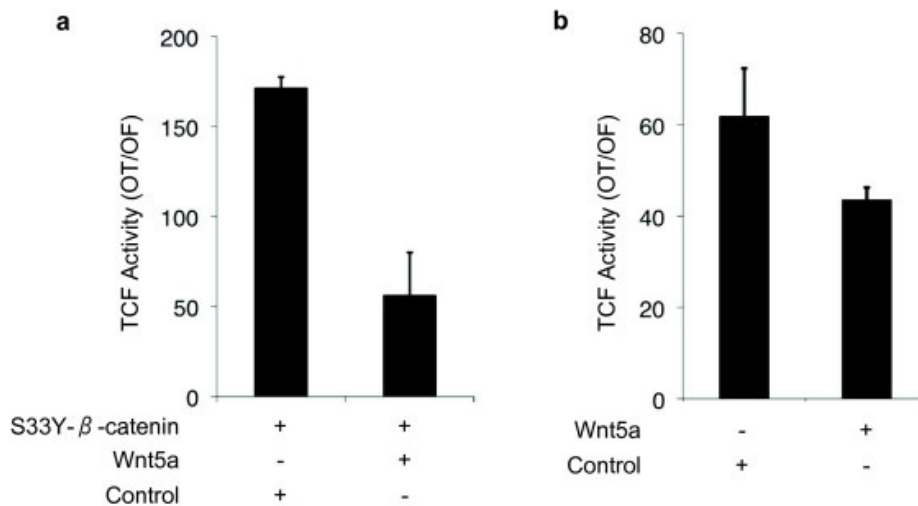 a
TCF Activity (OT/OF)
200
150
100
50
0
S33Y-β-catenin + +
Wnt5a - +
Control + -
b
TCF Activity (OT/OF)
80
60
40
20
0
Wnt5a - +
Control + -